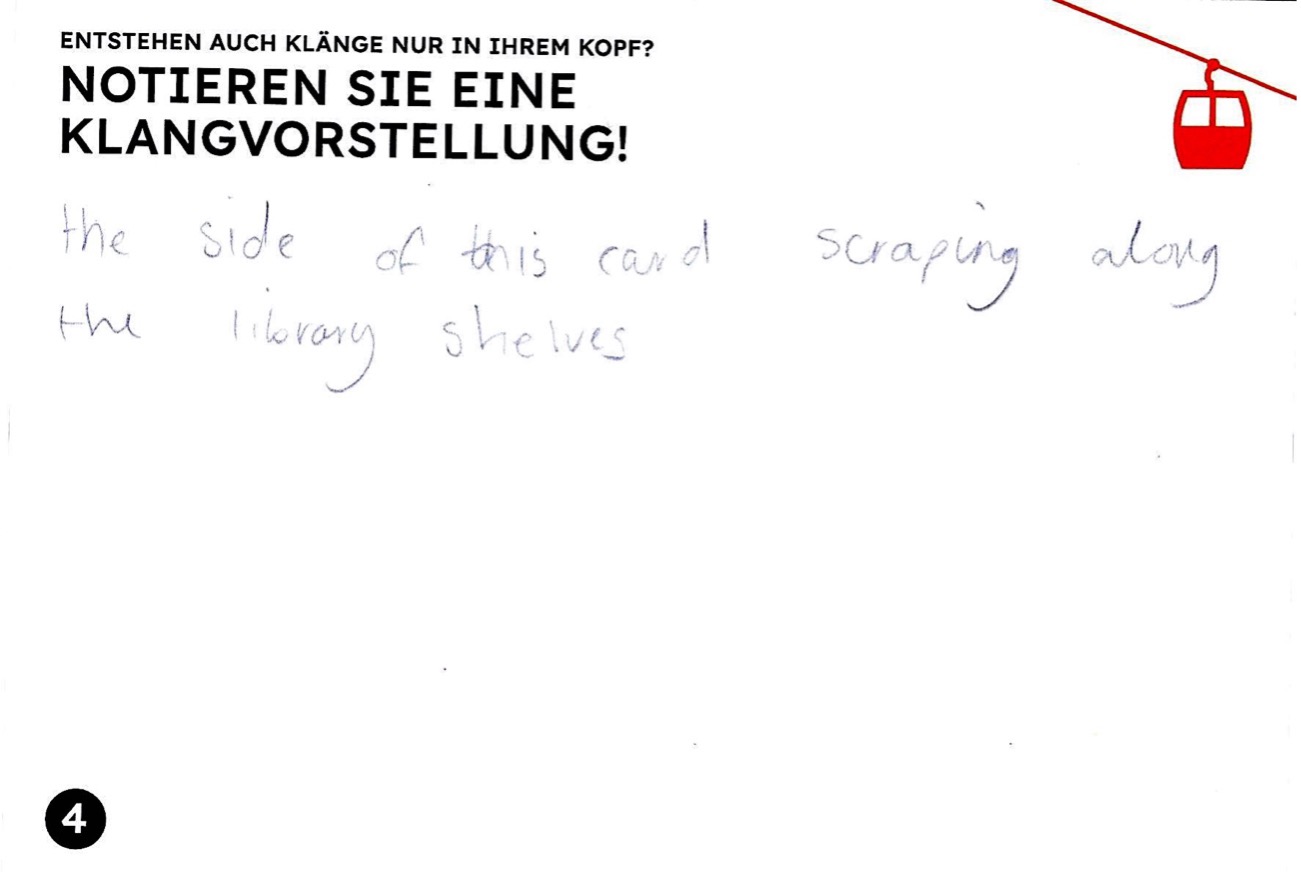 ENTSTEHEN AUCH KLÄNGE NUR IN IHREM KOPF?
NOTIEREN SIE EINE
KLANGVORSTELLUNG!
the side of this card scraping along
the library shelves
4